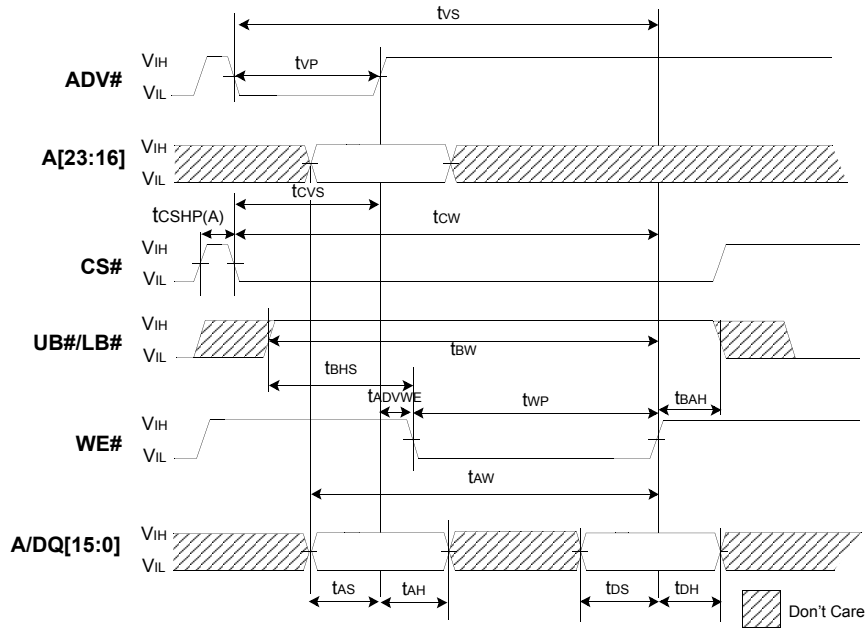 tVS
VIH
tVP
ADV#
VIL
VIH
A[23:16]
VIL
tCVS
tCSHP(A)
tCW
VIH
CS#
VIL
VIH
UB#/LB#
tBW
VIL
tBHS
tADVWE
tWP
tBAH
VIH
WE#
VIL
tAW
VIH
A/DQ[15:0]
VIL
tAS
tAH
tDS
tDH
Don't Care